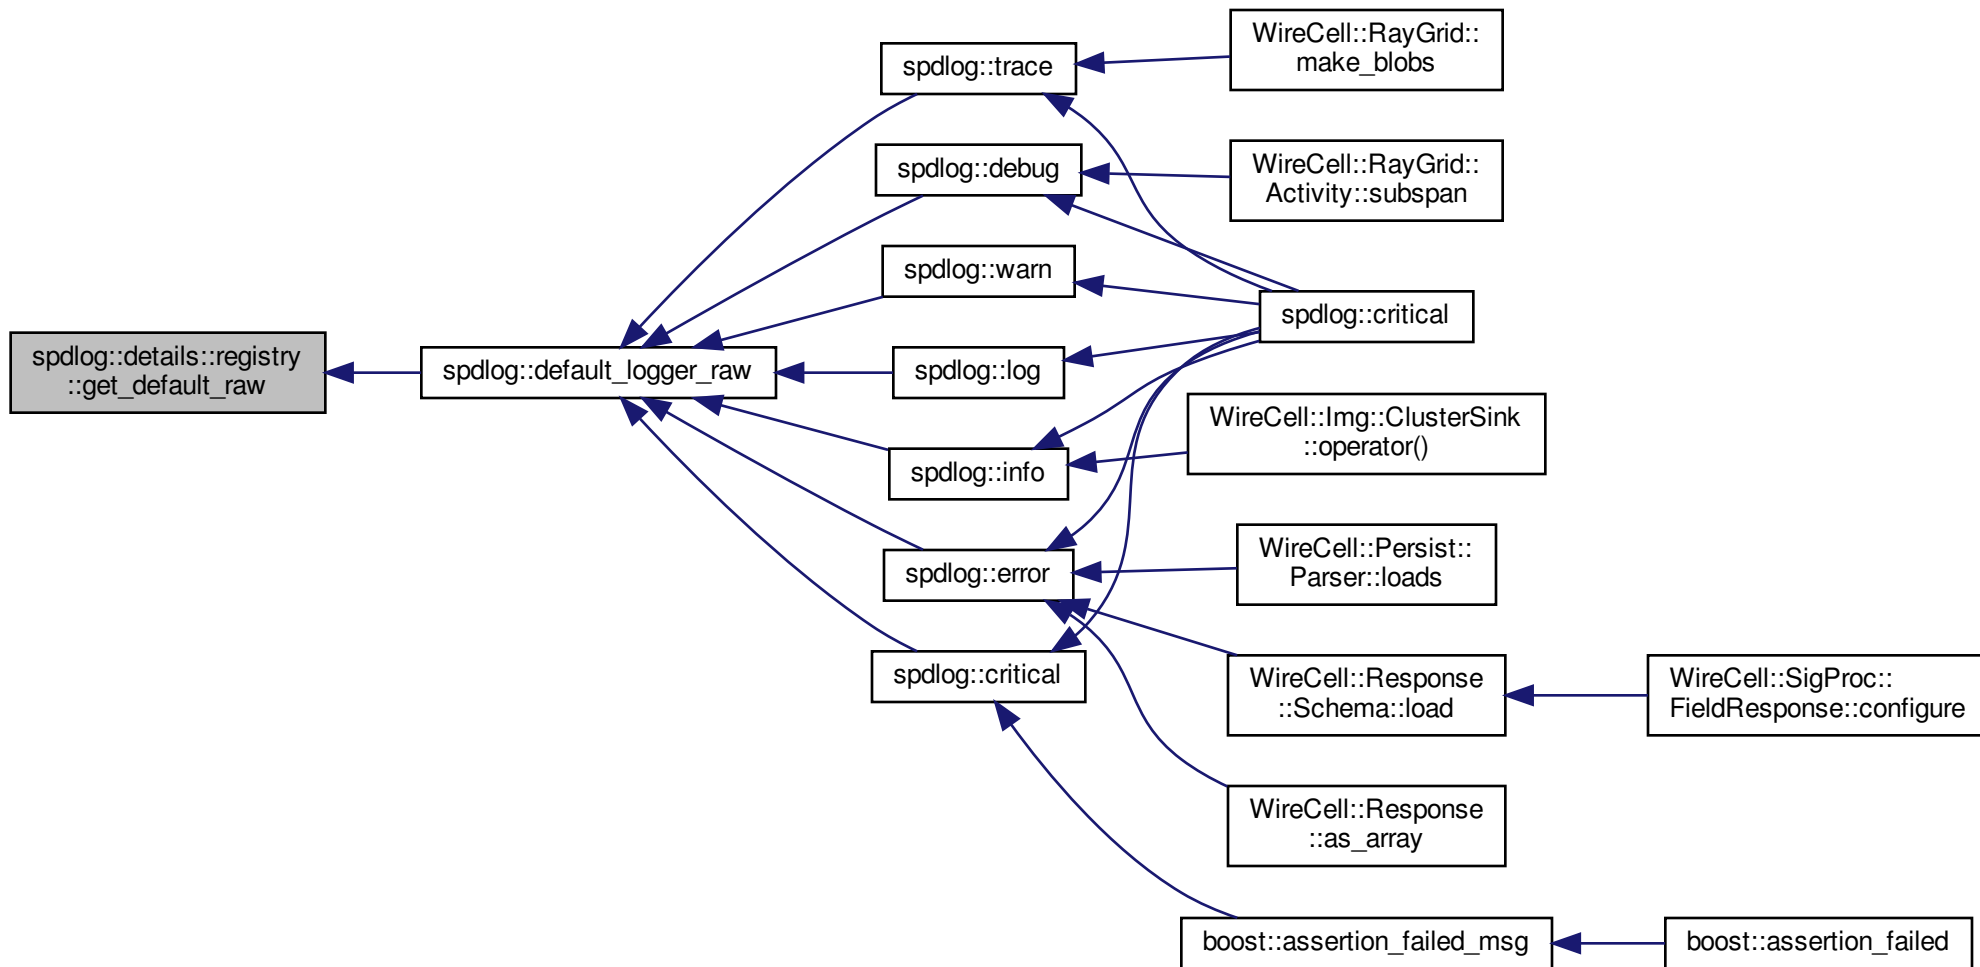 WireCell::RayGrid::
make_blobs
spdlog::trace
WireCell::RayGrid::
Activity::subspan
spdlog::debug
spdlog::warn
spdlog::critical
spdlog::details::registry
::get_default_raw
spdlog::default_logger_raw
spdlog::log
WireCell::Img::ClusterSink
::operator()
spdlog::info
WireCell::Persist::
Parser::loads
spdlog::error
spdlog::critical
WireCell::Response
::Schema::load
WireCell::SigProc::
FieldResponse::configure
WireCell::Response
::as_array
boost::assertion_failed_msg
boost::assertion_failed